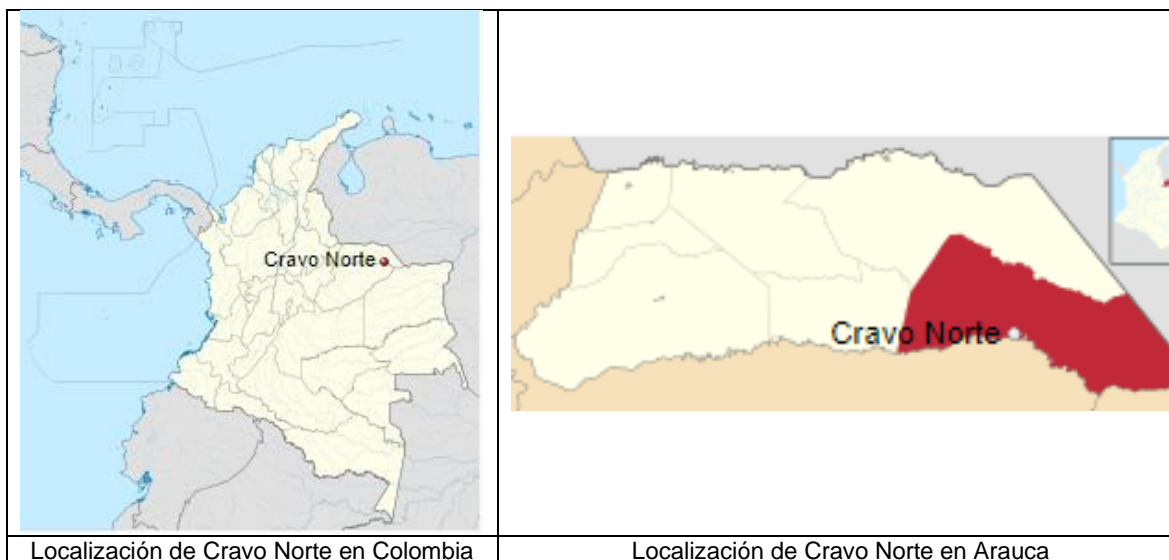 Cravo Norte
Cravo Norte
Localización de Cravo Norte en Colombia
Localización de Cravo Norte en Arauca